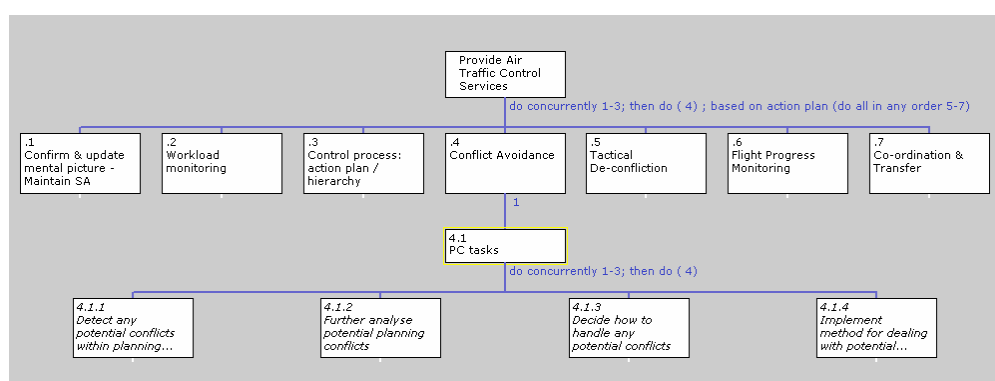 Provide Air
Traffic Control
Services
do concurrently 1-3; then do ( 4) ; based on action plan (do all in any order 5-7)
.1
Confirm & update
mental picture -
Maintain SA
.2
Workload
monitoring
.3
Control process:
action plan /
hierarchy
.4
Conflict Avoidance
.5
Tactical
De-confliction
.6
Flight Progress
Monitoring
.7
Co-ordination &
Transfer
1
4.1
PC tasks
do concurrently 1-3; then do ( 4)
4.1.1
Detect any
potential conflicts
within planning...
4.1.2
Further analyse
potential planning
conflicts
4.1.3
Decide how to
handle any
potential conflicts
4.1.4
Implement
method for dealing
with potential...